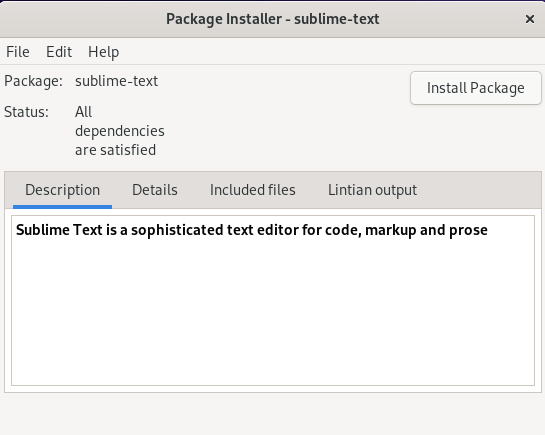 Package Installer - sublime-text
File Edit Help
Package: sublime-text
Install Package
Status: All
dependencies
are satisfied
Description Details Included files Lintian output
Sublime Text is a sophisticated text editor for code, markup and prose